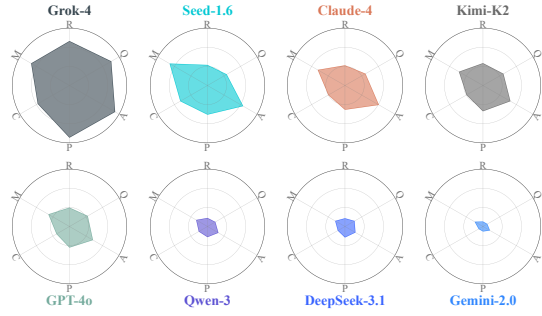 Grok-4 Seed-1.6 Claude-4 Kimi-K2
R R R R
M O M O M O M O
C A C A C A C A
P P P P
R R R R
M O M O M O M O
C A C A C A C A
P P P P
GPT-4o Qwen-3 DeepSeek-3.1 Gemini-2.0